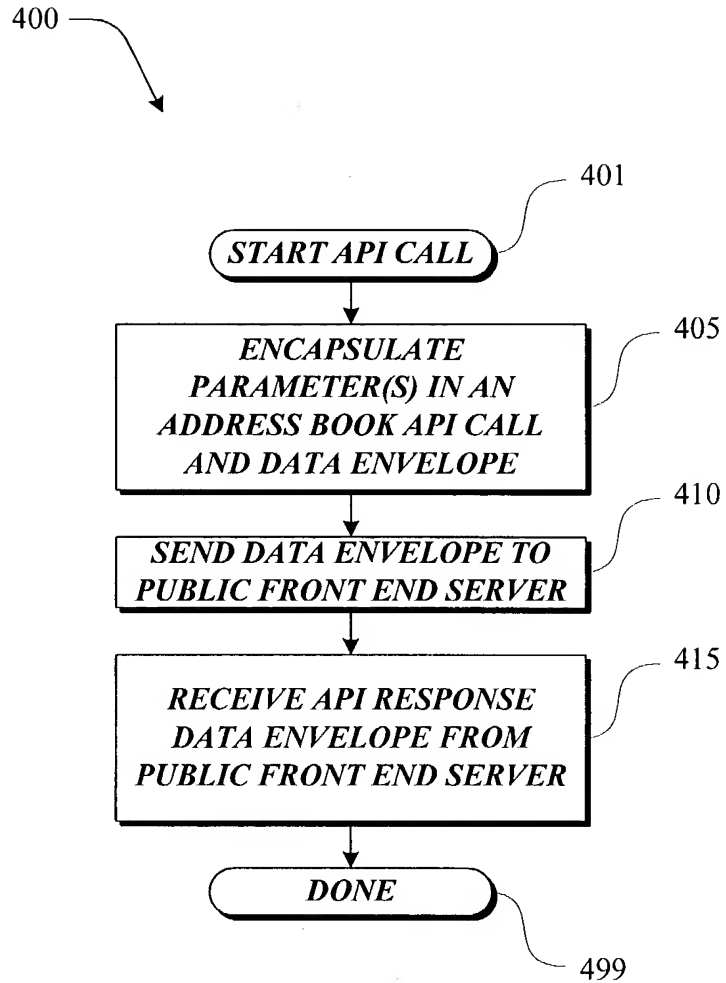 400
401
START API CALL
405
ENCAPSULATE
PARAMETER(S) IN AN
ADDRESS BOOK API CALL
AND DATA ENVELOPE
410
SEND DATA ENVELOPE TO
PUBLIC FRONT END SERVER
415
RECEIVE API RESPONSE
DATA ENVELOPE FROM
PUBLIC FRONT END SERVER
DONE
499